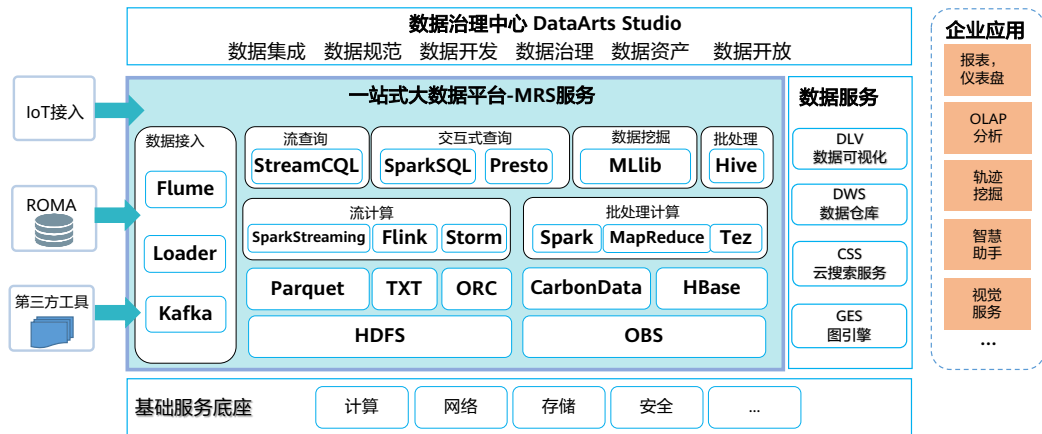 数据治理中心 DataArts Studio
数据集成 数据规范 数据开发 数据治理 数据资产 数据开放
IoT接入
ROMA
第三方工具
一站式大数据平台-MRS服务
数据接入
Flume
Loader
Kafka
流查询
StreamCQL
交互式查询
SparkSQL Presto
数据挖掘
MLlib
批处理
Hive
流计算
SparkStreaming Flink Storm
批处理计算
Spark MapReduce Tez
Parquet TXT ORC CarbonData HBase
HDFS OBS
数据服务
DLV
数据可视化
DWS
数据仓库
CSS
云搜索服务
GES
图引擎
基础服务底座 计算 网络 存储 安全 ...
企业应用
报表，
仪表盘
OLAP
分析
轨迹
挖掘
智慧
助手
视觉
服务
...